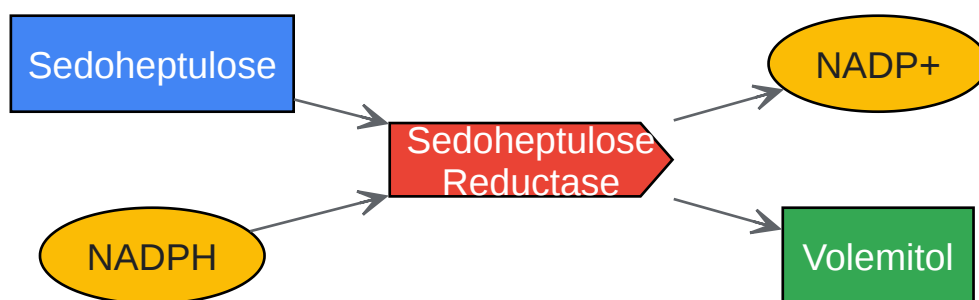 Sedoheptulose
NADP+
Sedoheptulose
Reductase
NADPH
Volemitol